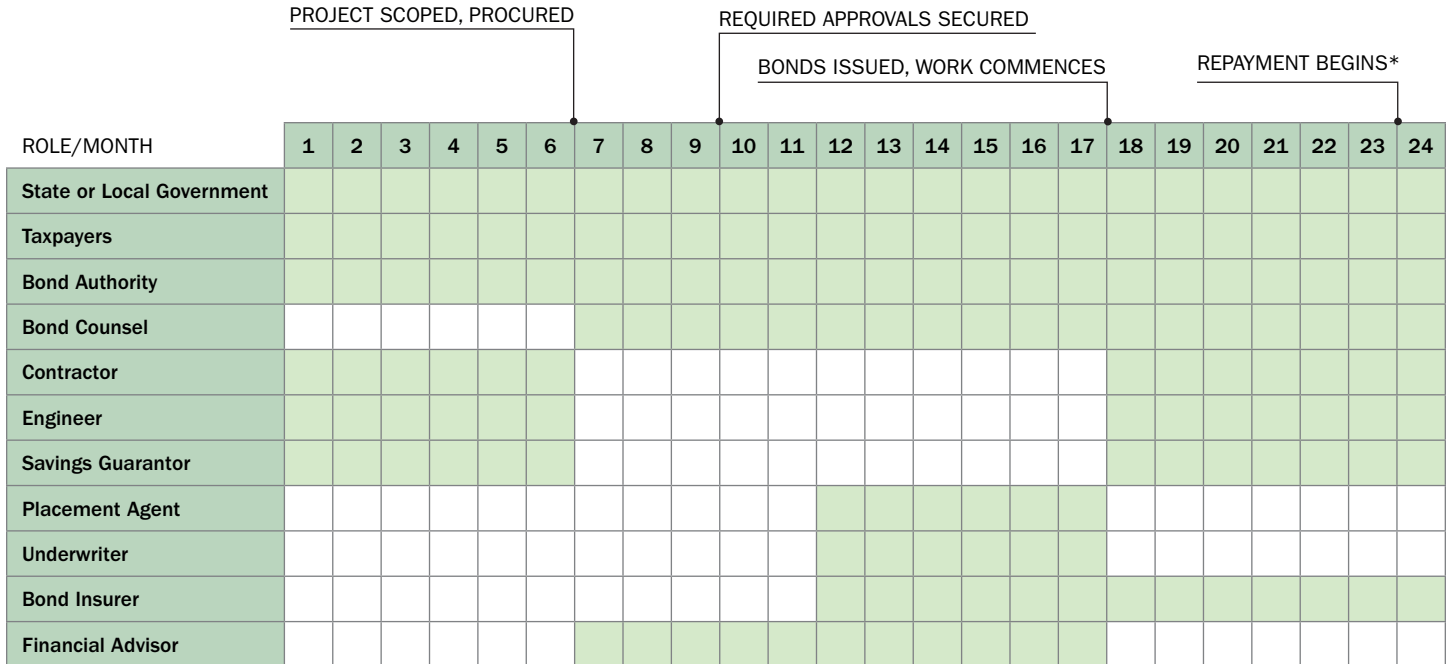 PROJECT SCOPED, PROCURED
REQUIRED APPROVALS SECURED
BONDS ISSUED, WORK COMMENCES
REPAYMENT BEGINS*
ROLE/MONTH 1 2 3 4 5 6 7 8 9 10 11 12 13 14 15 16 17 18 19 20 21 22 23 24
State or Local Government
Taxpayers
Bond Authority
Bond Counsel
Contractor
Engineer
Savings Guarantor
Placement Agent
Underwriter
Bond Insurer
Financial Advisor